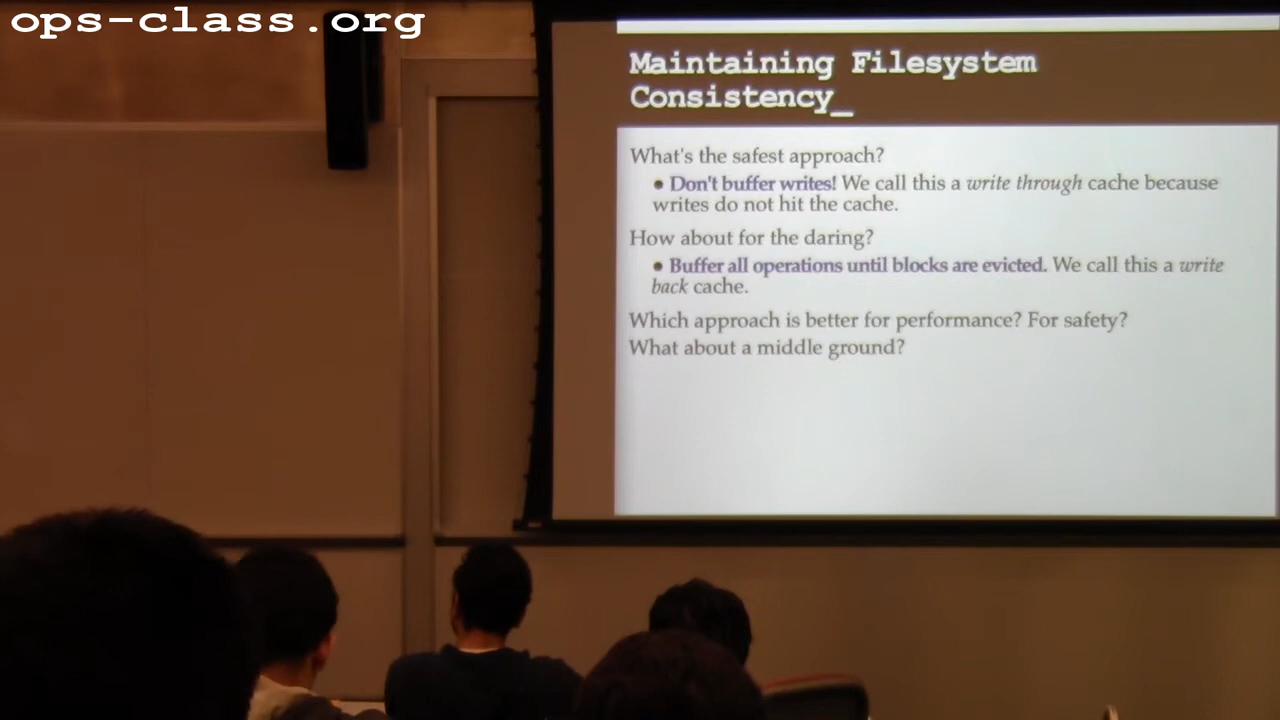 ops-class.org
Maintaining Filesystem
Consistency_
What's the safest approach?
• Don't buffer writes! We call this a write through cache because
writes do not hit the cache.
How about for the daring?
• Buffer all operations until blocks are evicted. We call this a write
back cache.
Which approach is better for performance? For safety?
What about a middle ground?